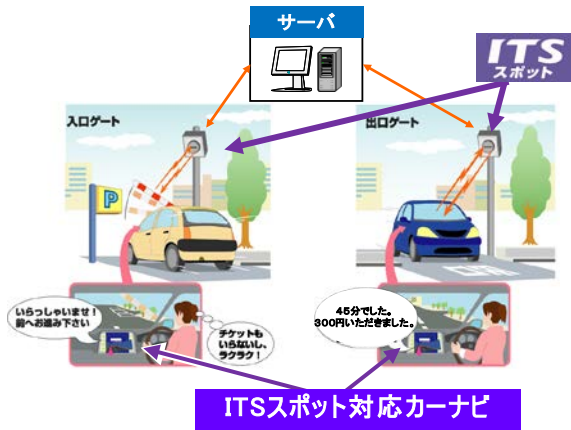 サーバ
ITS
スポット
入口ゲート
出口ゲート
P
いらっしゃいませ！
前へお進み下さい
チケットも
いらないし、
ラクラク！
45分でした。
300円いただきました。
ITSスポット対応カーナビ